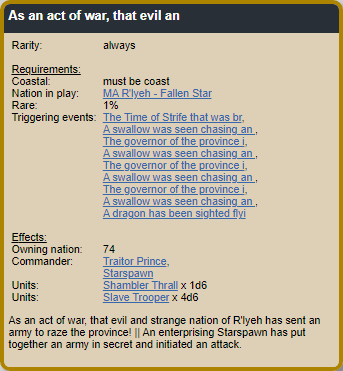 As an act of war, that evil an
Rarity: always
Requirements:
Coastal: must be coast
Nation in play: MA R'lyeh - Fallen Star
Rare: 1%
Triggering events: The Time of Strife that was br,
A swallow was seen chasing an ,
The governor of the province i,
A swallow was seen chasing an ,
The governor of the province i,
A swallow was seen chasing an ,
The governor of the province i,
A swallow was seen chasing an ,
A dragon has been sighted flyi
Effects:
Owning nation: 74
Commander: Traitor Prince,
Starspawn
Units: Shambler Thrall x 1d6
Units: Slave Trooper x 4d6
As an act of war, that evil and strange nation of R'lyeh has sent an
army to raze the province! || An enterprising Starspawn has put
together an army in secret and initiated an attack.